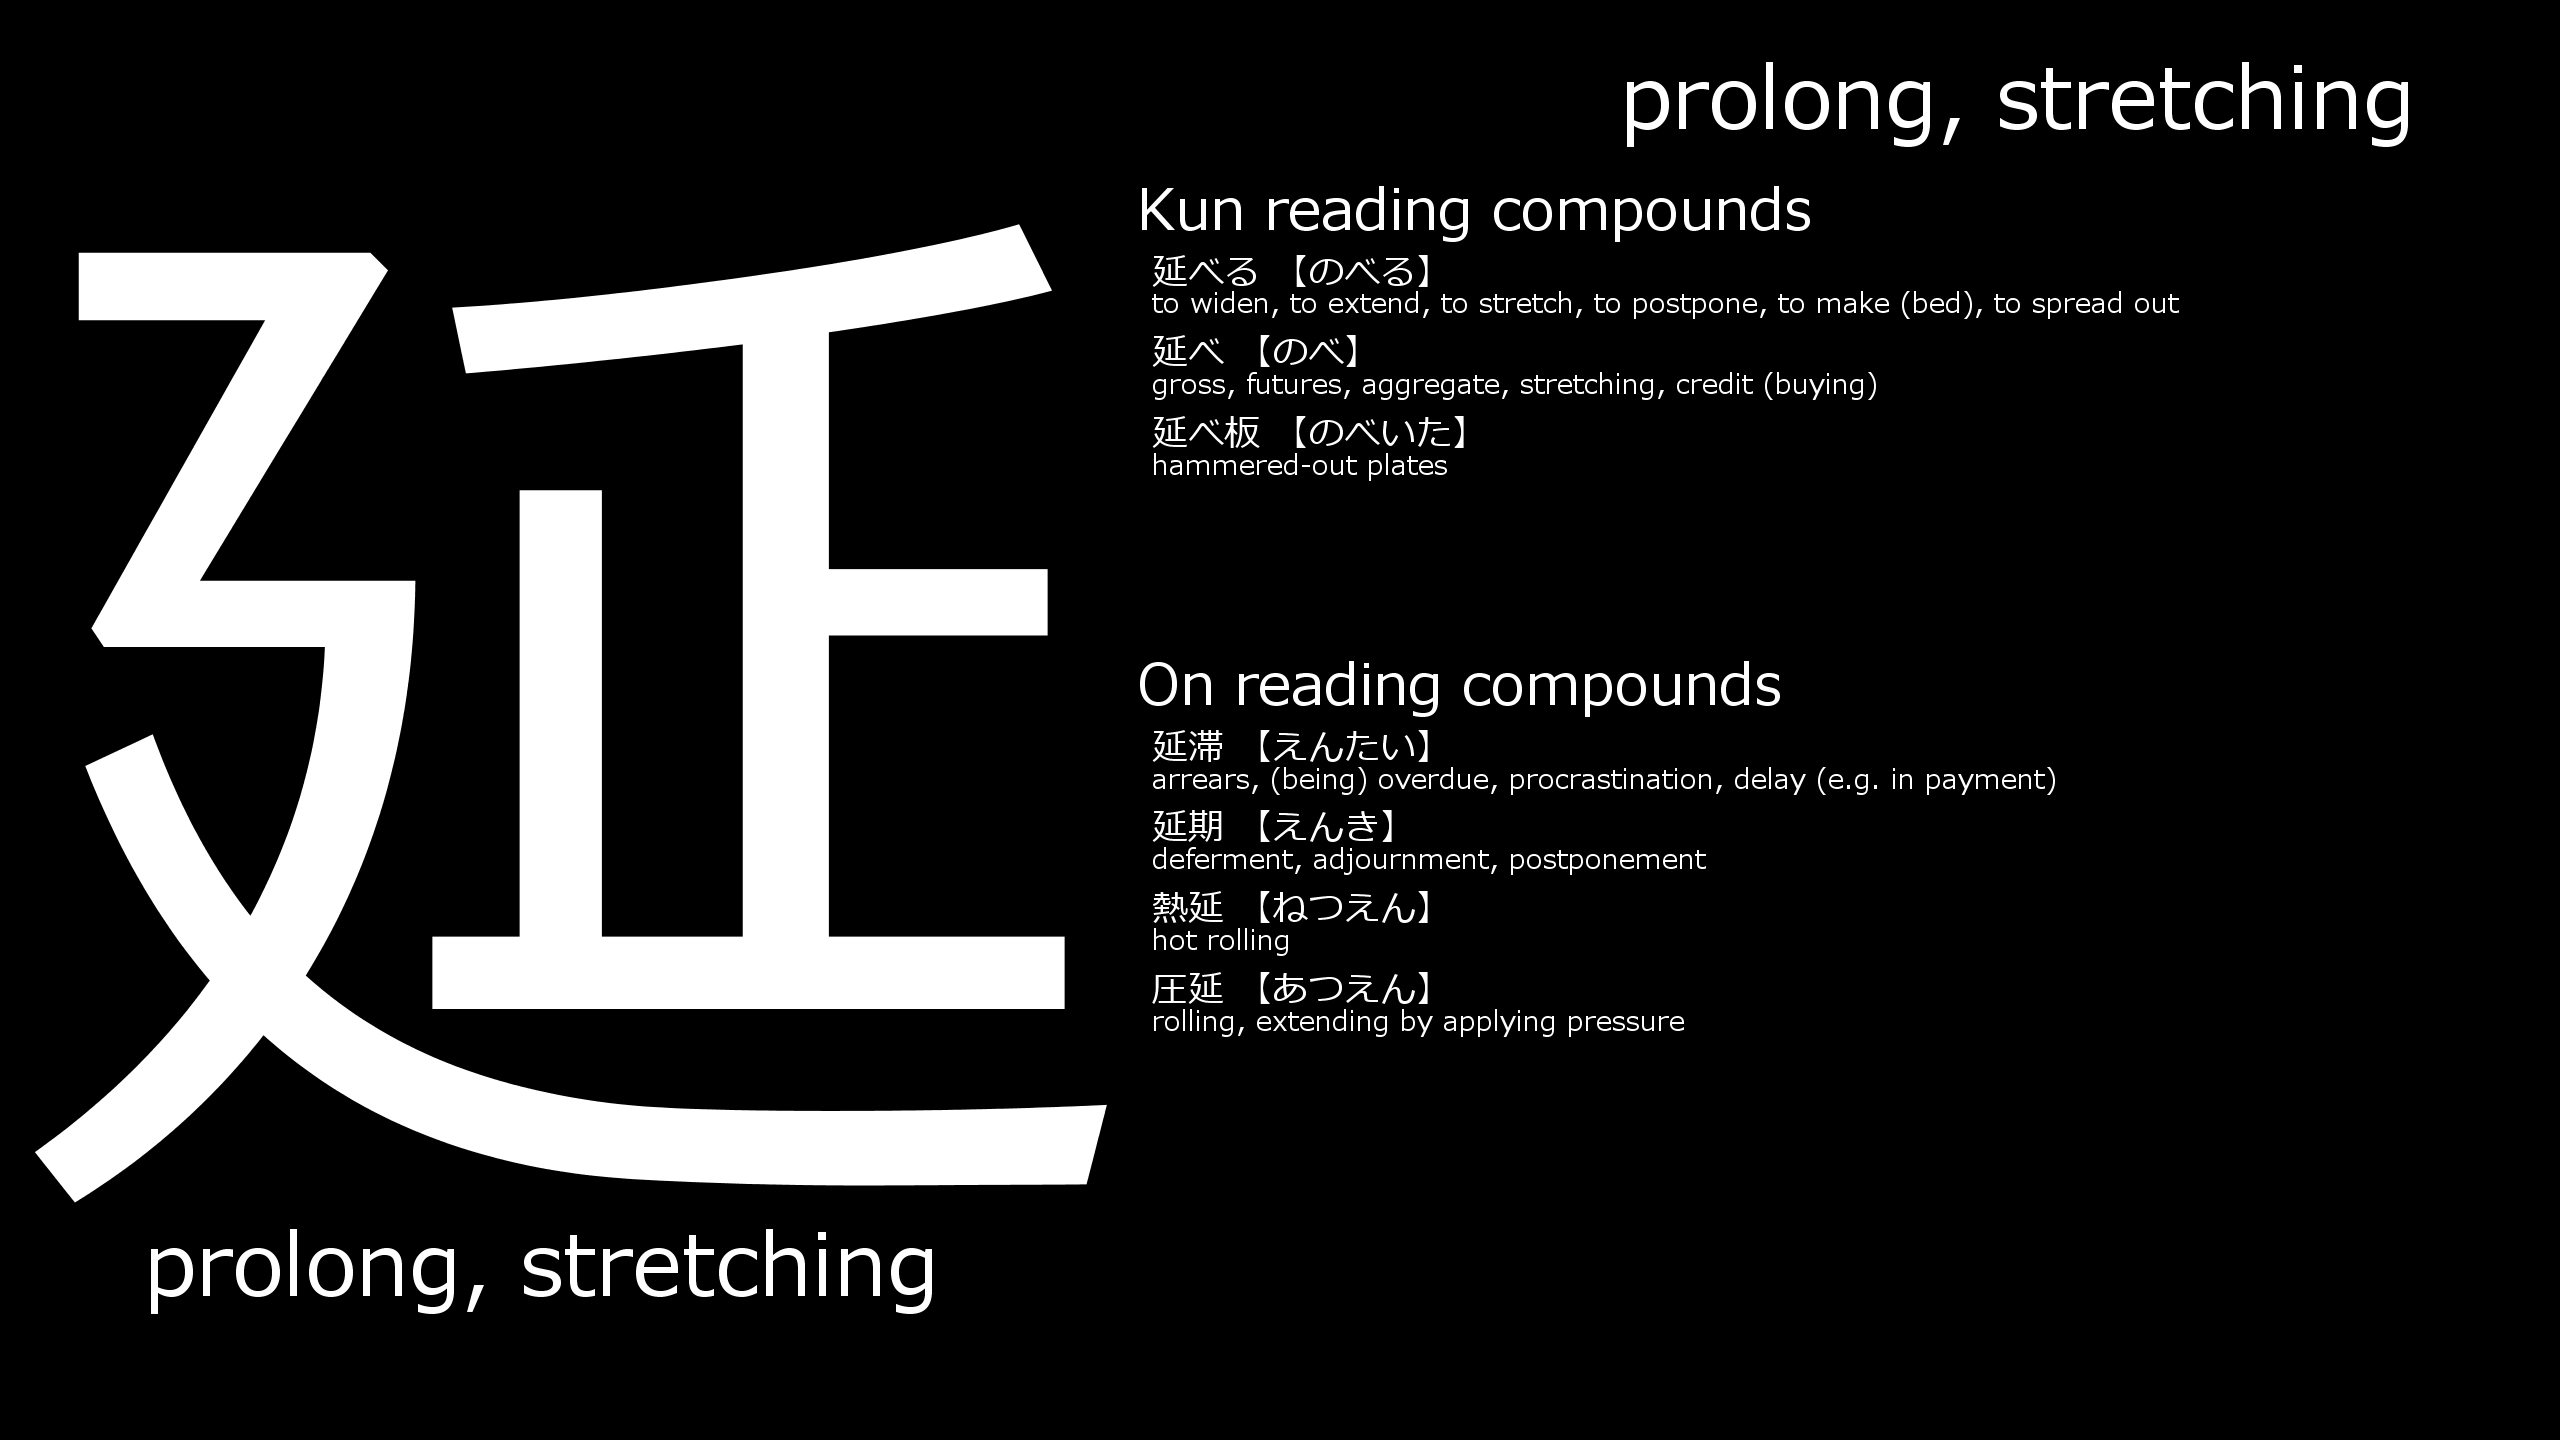 prolong, stretching
延
prolong, stretching
Kun reading compounds
延べる 【のべる】
to widen, to extend, to stretch, to postpone, to make (bed), to spread out
延べ 【のべ】
gross, futures, aggregate, stretching, credit (buying)
延べ板 【のべいた】
hammered-out plates
On reading compounds
延滞 【えんたい】
arrears, (being) overdue, procrastination, delay (e.g. in payment)
延期 【えんき】
deferment, adjournment, postponement
熱延 【ねつえん】
hot rolling
圧延 【あつえん】
rolling, extending by applying pressure